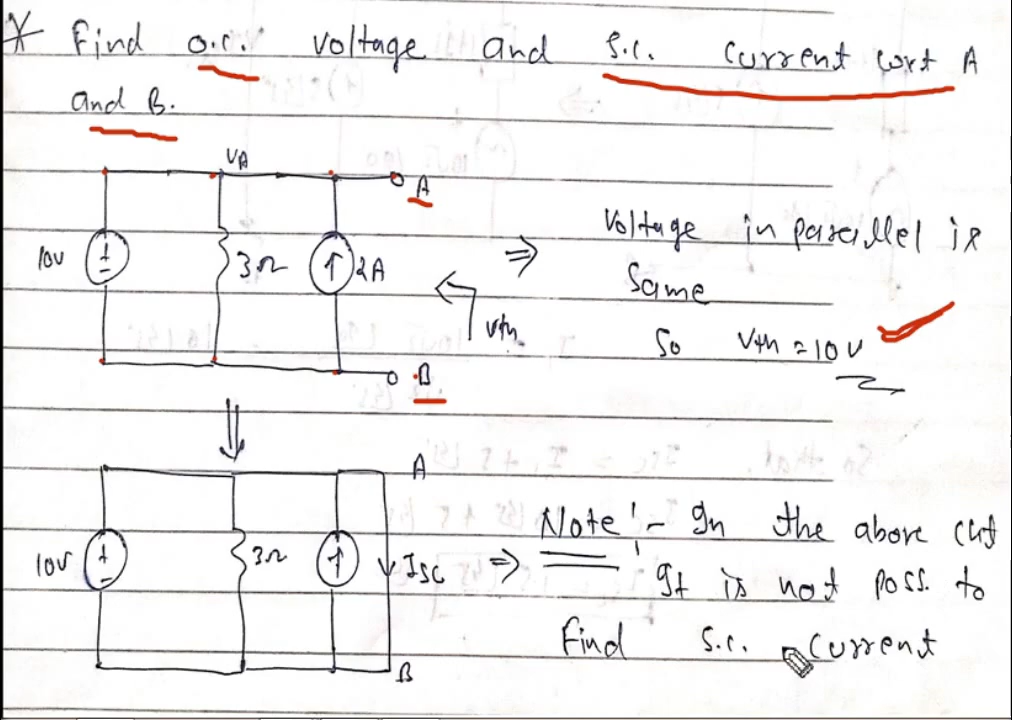 * Find o.c. voltage and S.C. current wrt A
and B.
VA
A
10V
3Ω
2A
Vth
B
⇒ Voltage in parallel is
same
So Vth = 10 V
A
10V
3Ω
ISC
B
⇒ Note:- In the above ckt
It is not poss. to
Find S.C. current